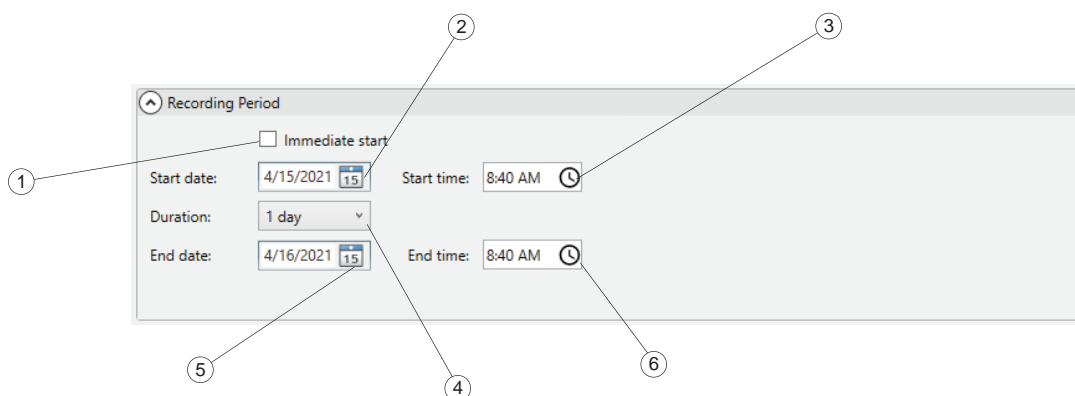 2
3
Recording Period
Immediate start
1
Start date: 4/15/2021 15 Start time: 8:40 AM
Duration: 1 day
End date: 4/16/2021 15 End time: 8:40 AM
5
6
4